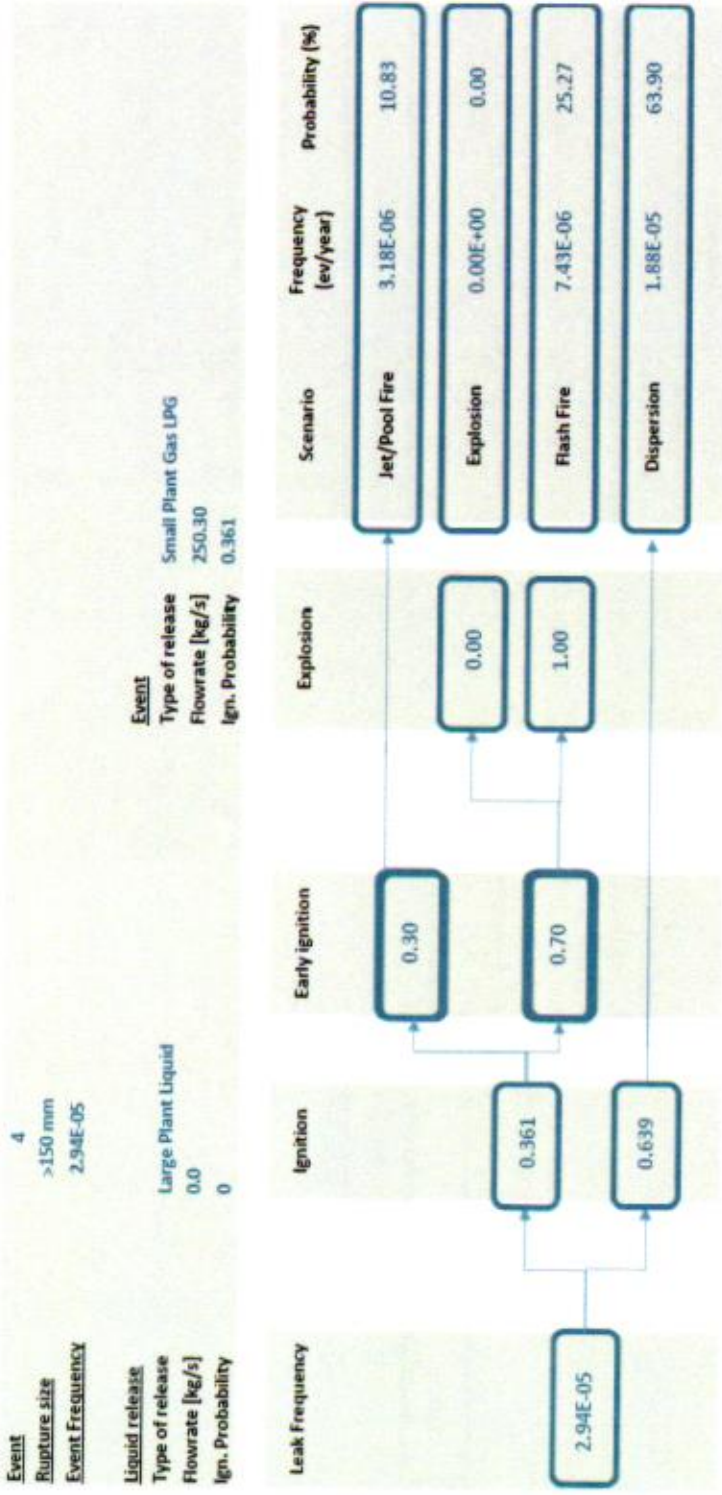 Event 4
Rupture size >150 mm
Event Frequency 2.94E-05
Liquid release
Type of release Large Plant Liquid
Flowrate [kg/s] 0.0
Ign. Probability 0
Event
Type of release Small Plant Gas LPG
Flowrate [kg/s] 250.30
Ign. Probability 0.361
Leak Frequency Ignition Early ignition Explosion Scenario Frequency (ev/year) Probability (%)
0.30 Jet/Pool Fire 3.18E-06 10.83
0.361 0.00 Explosion 0.00E+00 0.00
2.94E-05 0.70 1.00 Flash Fire 7.43E-06 25.27
0.639 Dispersion 1.88E-05 63.90